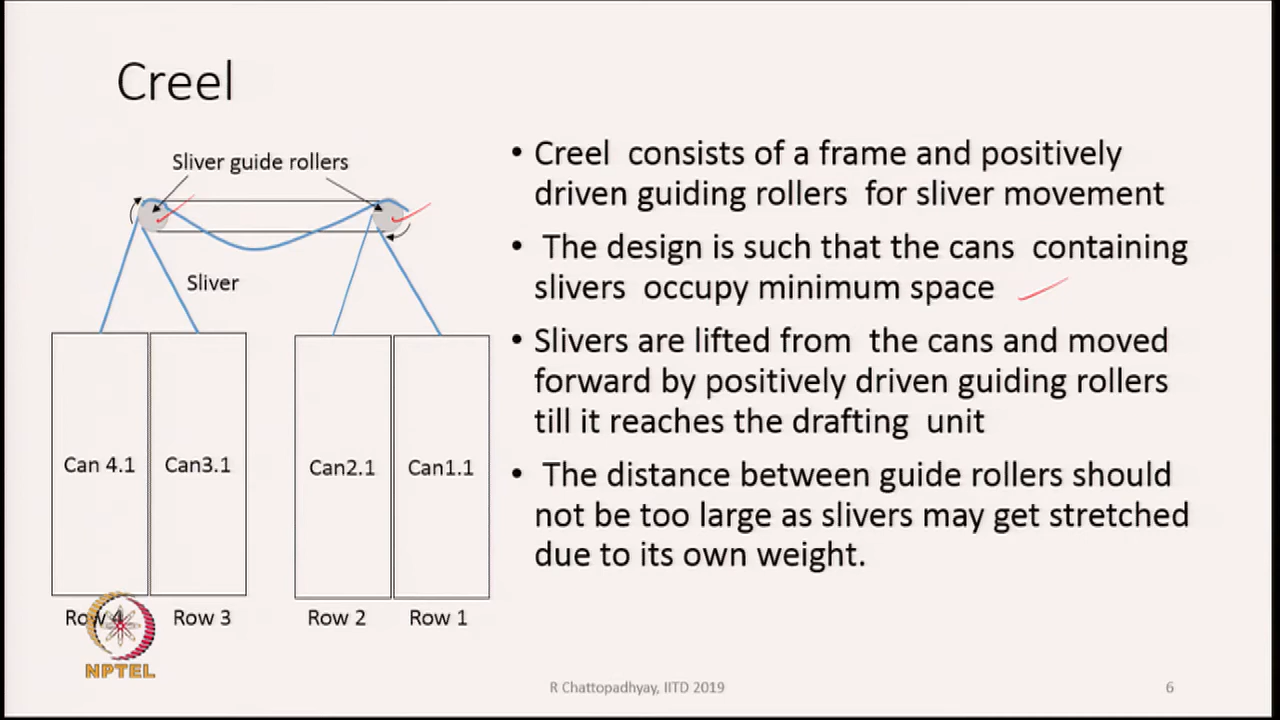 Creel
Sliver guide rollers
Sliver
Can 4.1
Can3.1
Can2.1
Can1.1
Row 4
Row 3
Row 2
Row 1
• Creel consists of a frame and positively
driven guiding rollers for sliver movement
• The design is such that the cans containing
slivers occupy minimum space
• Slivers are lifted from the cans and moved
forward by positively driven guiding rollers
till it reaches the drafting unit
• The distance between guide rollers should
not be too large as slivers may get stretched
due to its own weight.
NPTEL
R Chattopadhyay, IITD 2019
6